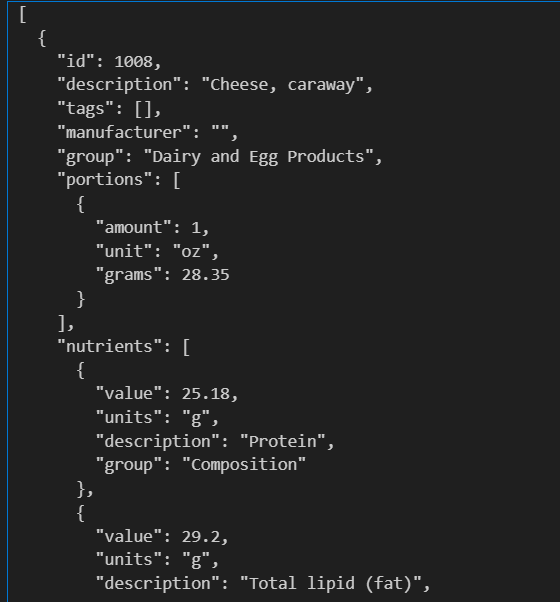 [
  {
    "id": 1008,
    "description": "Cheese, caraway",
    "tags": [],
    "manufacturer": "",
    "group": "Dairy and Egg Products",
    "portions": [
      {
        "amount": 1,
        "unit": "oz",
        "grams": 28.35
      }
    ],
    "nutrients": [
      {
        "value": 25.18,
        "units": "g",
        "description": "Protein",
        "group": "Composition"
      },
      {
        "value": 29.2,
        "units": "g",
        "description": "Total lipid (fat)",